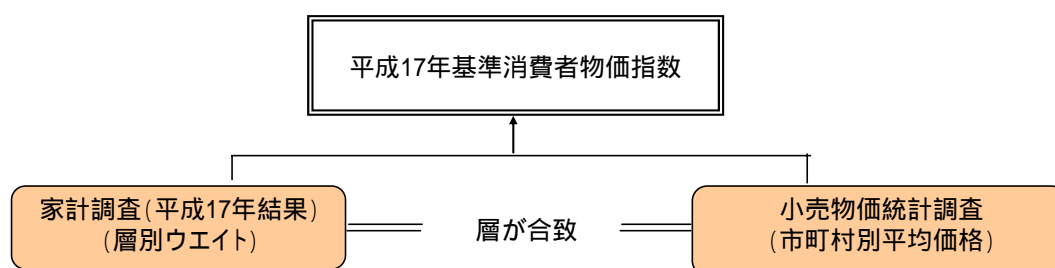 平成17年基準消費者物価指数
家計調査(平成17年結果)
(層別ウエイト)
層が合致
小売物価統計調査
(市町村別平均価格)